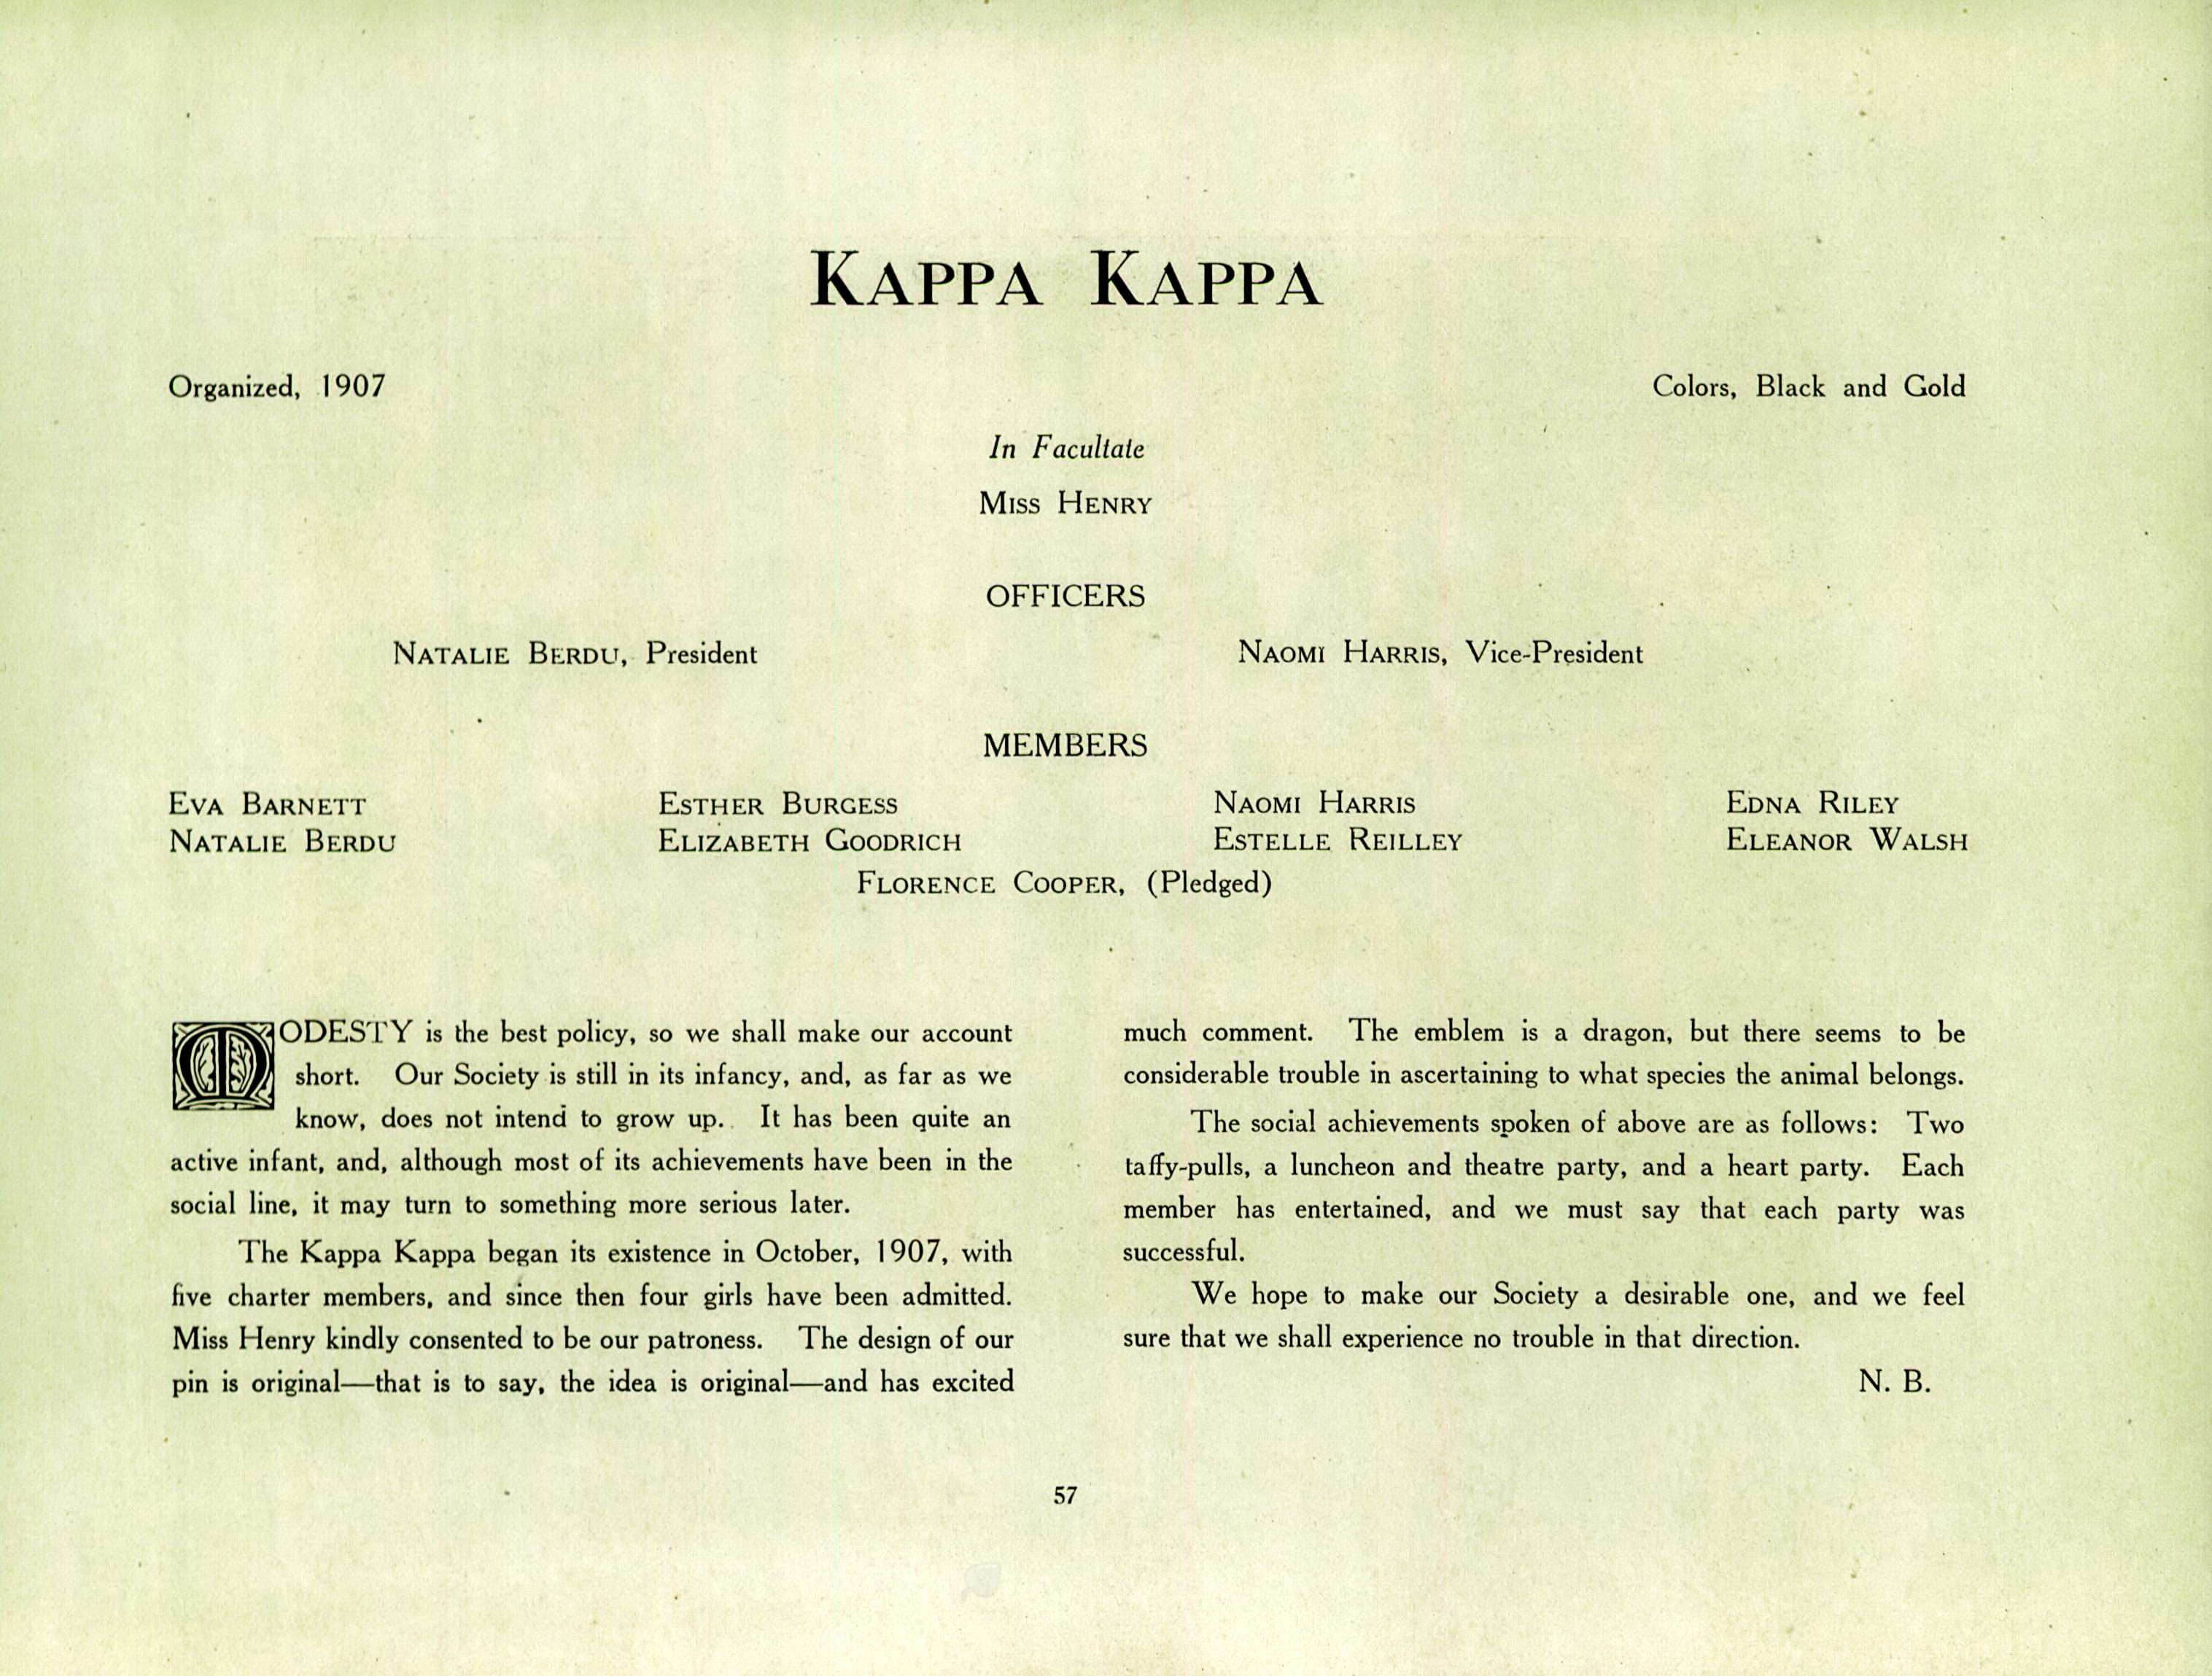 KAPPA KAPPA
Organized, 1907 Colors, Black and Gold
In Facultate
MISS HENRY
OFFICERS
NATALIE BERDU, President NAOMI HARRIS, Vice-President
MEMBERS
EVA BARNETT ESTHER BURGESS NAOMI HARRIS EDNA RILEY
NATALIE BERDU ELIZABETH GOODRICH ESTELLE REILLEY ELEANOR WALSH
FLORENCE COOPER, (Pledged)
MODESTY is the best policy, so we shall make our account
short. Our Society is still in its infancy, and, as far as we
know, does not intend to grow up. It has been quite an
active infant, and, although most of its achievements have been in the
social line, it may turn to something more serious later.
The Kappa Kappa began its existence in October, 1907, with
five charter members, and since then four girls have been admitted.
Miss Henry kindly consented to be our patroness. The design of our
pin is original—that is to say, the idea is original—and has excited
much comment. The emblem is a dragon, but there seems to be
considerable trouble in ascertaining to what species the animal belongs.
The social achievements spoken of above are as follows: Two
taffy-pulls, a luncheon and theatre party, and a heart party. Each
member has entertained, and we must say that each party was
successful.
We hope to make our Society a desirable one, and we feel
sure that we shall experience no trouble in that direction.
N. B.
57